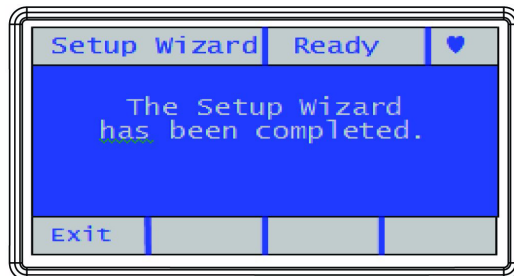 Setup Wizard Ready ♥
The Setup Wizard
has been completed.
Exit